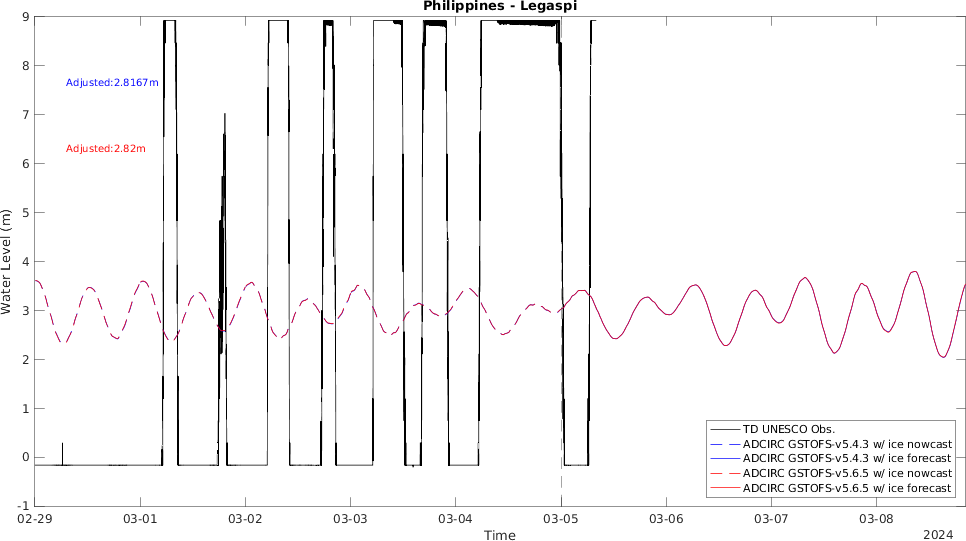 Philippines - Legaspi
9
8
7
6
5
4
3
2
1
0
-1
Water Level (m)
Adjusted:2.8167m
Adjusted:2.82m
TD UNESCO Obs.
ADCIRC GSTOFS-v5.4.3 w/ ice nowcast
ADCIRC GSTOFS-v5.4.3 w/ ice forecast
ADCIRC GSTOFS-v5.6.5 w/ ice nowcast
ADCIRC GSTOFS-v5.6.5 w/ ice forecast
02-29 03-01 03-02 03-03 03-04 03-05 03-06 03-07 03-08
Time
2024